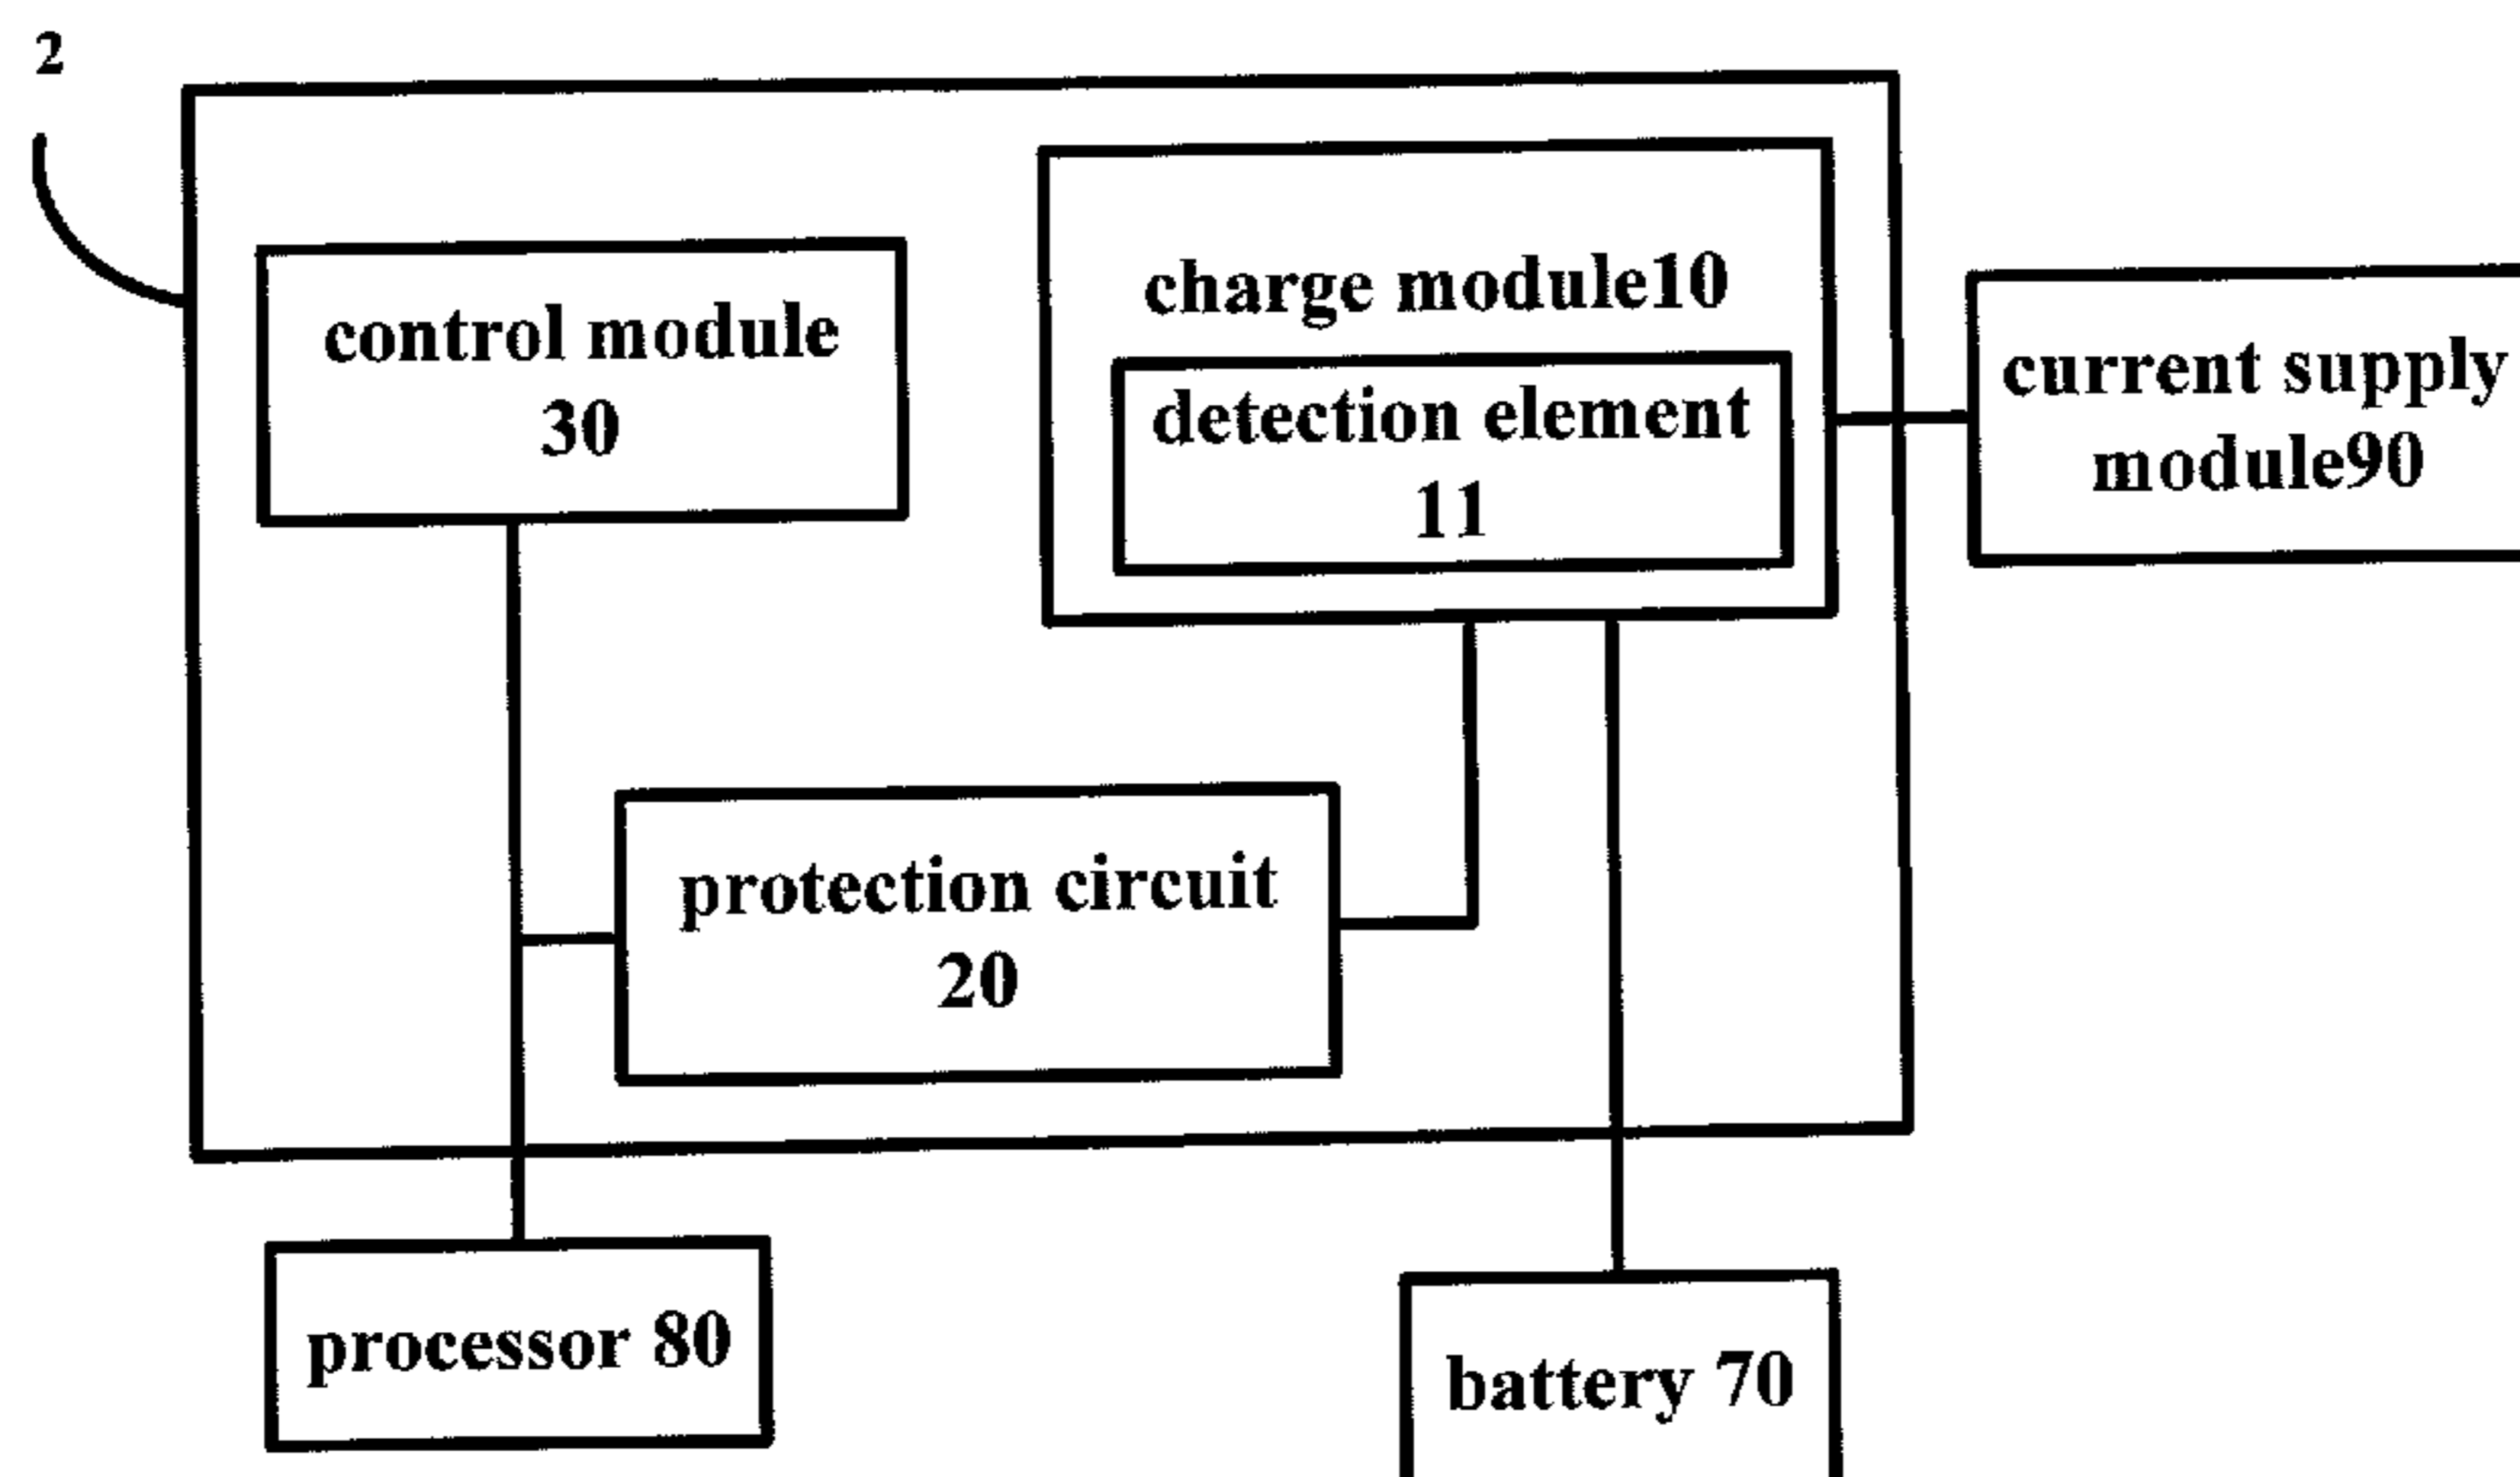 2
control module
30
charge module10
detection element
11
current supply
module90
protection circuit
20
processor 80
battery 70